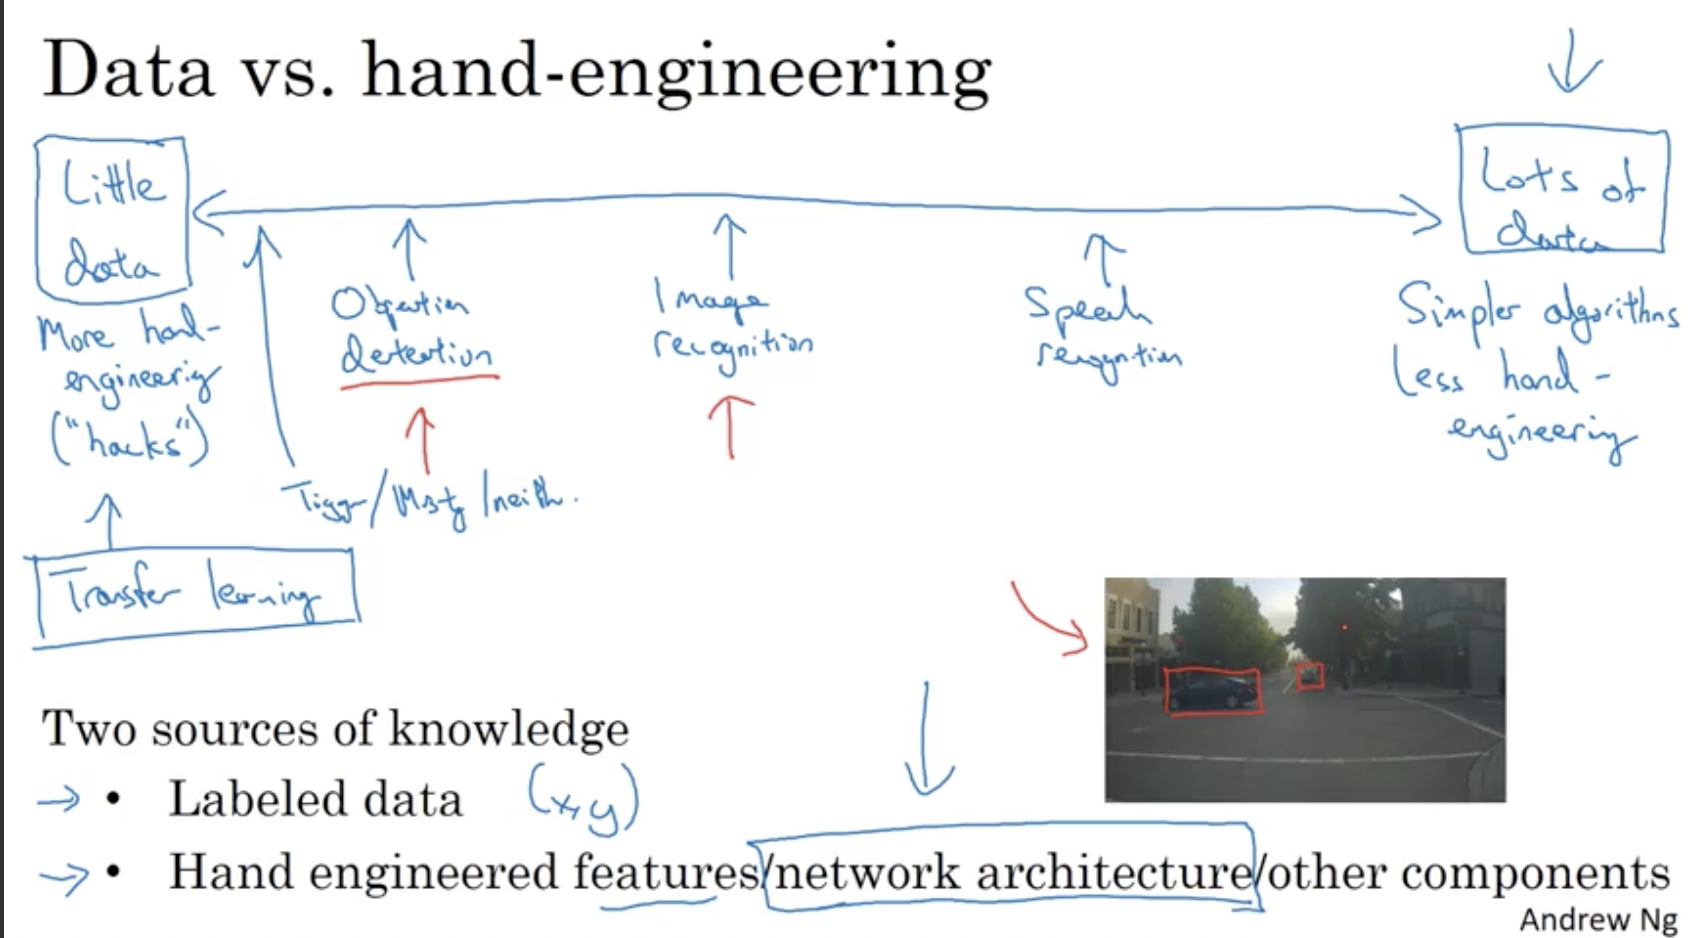 Data vs. hand-engineering
Little
data
Lots of
data
More hand-
engineering
("hacks")
Objection
detection
Image
recognition
Speech
recognition
Simpler algorithms
Less hand-
engineering
Tigger/Misty/neith.
Transfer learning
Two sources of knowledge
→ • Labeled data (x,y)
→ • Hand engineered features/network architecture/other components
Andrew Ng